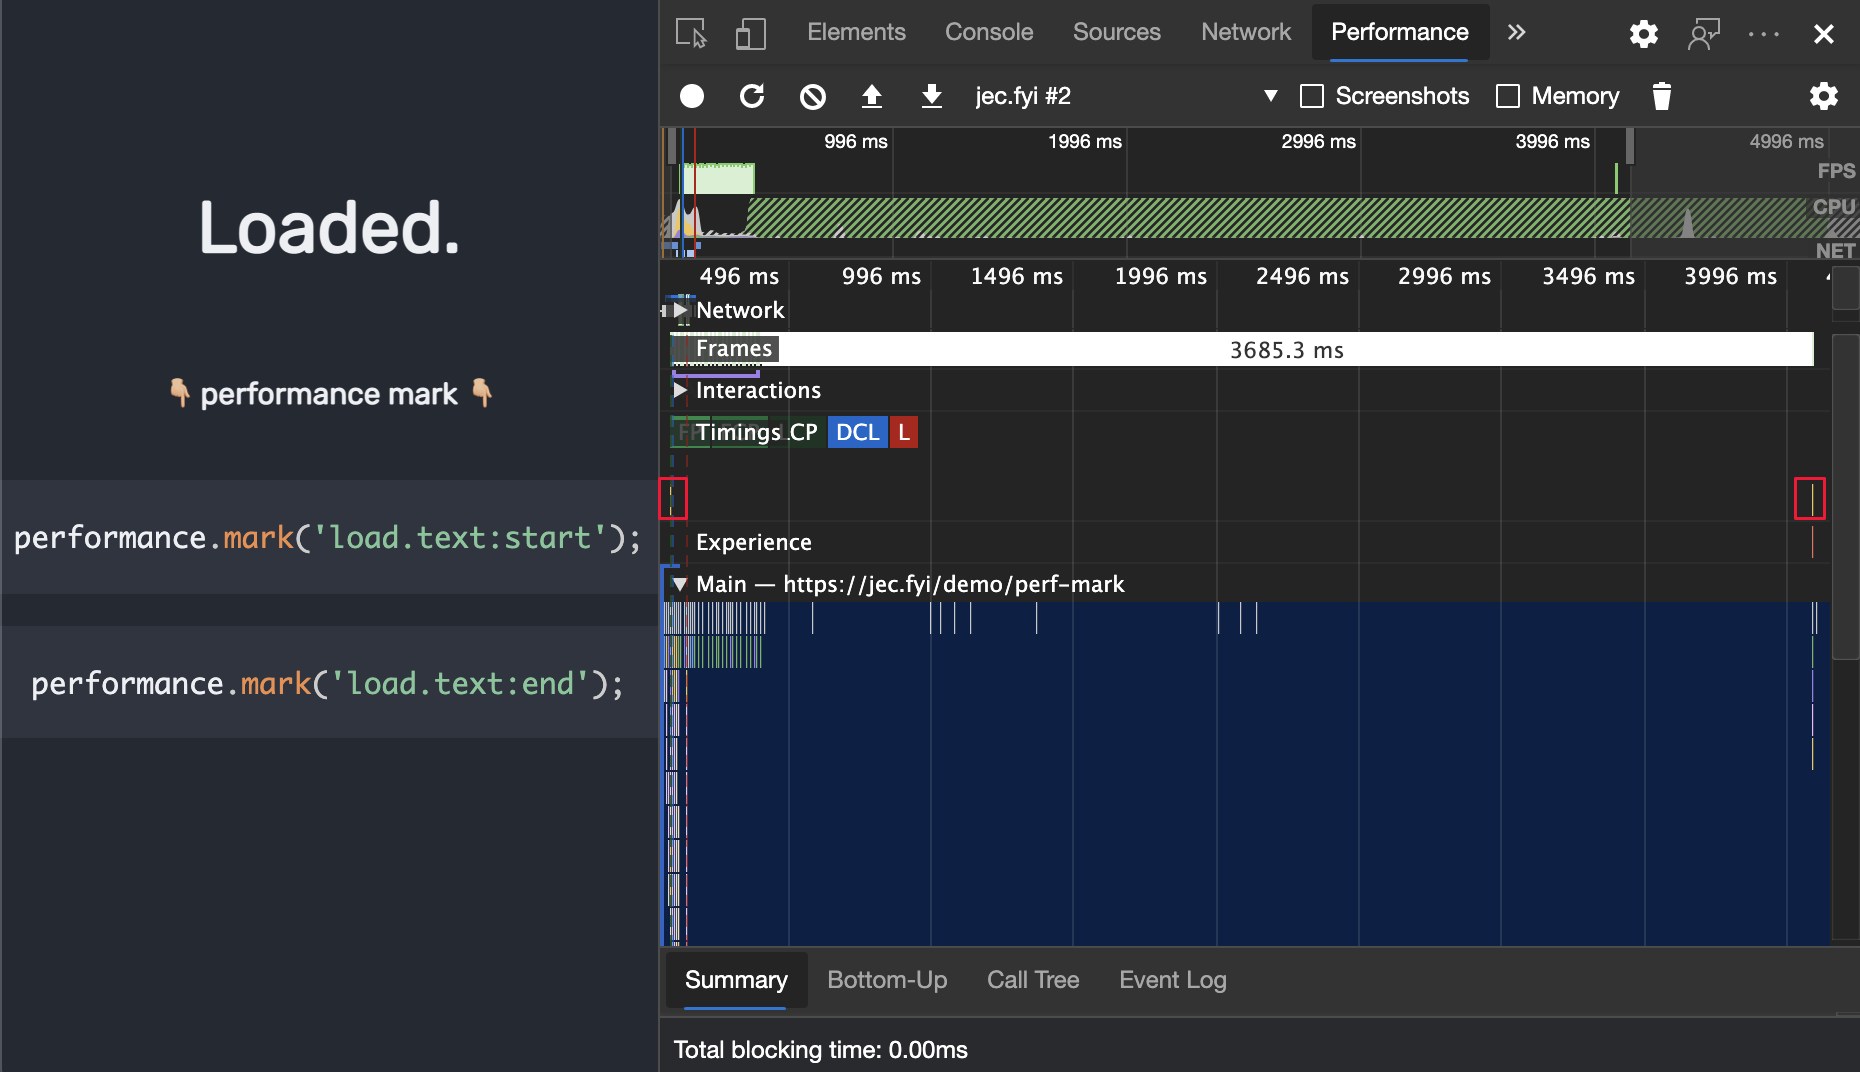 Loaded.
👇🏼 performance mark 👇🏼
performance.mark('load.text:start');
performance.mark('load.text:end');
Elements Console Sources Network Performance
jec.fyi #2 Screenshots Memory
996 ms 1996 ms 2996 ms 3996 ms 4996 ms
FPS
CPU
NET
496 ms 996 ms 1496 ms 1996 ms 2496 ms 2996 ms 3496 ms 3996 ms
Network
Frames 3685.3 ms
Interactions
Timings CP DCL L
Experience
Main — https://jec.fyi/demo/perf-mark
Summary Bottom-Up Call Tree Event Log
Total blocking time: 0.00ms